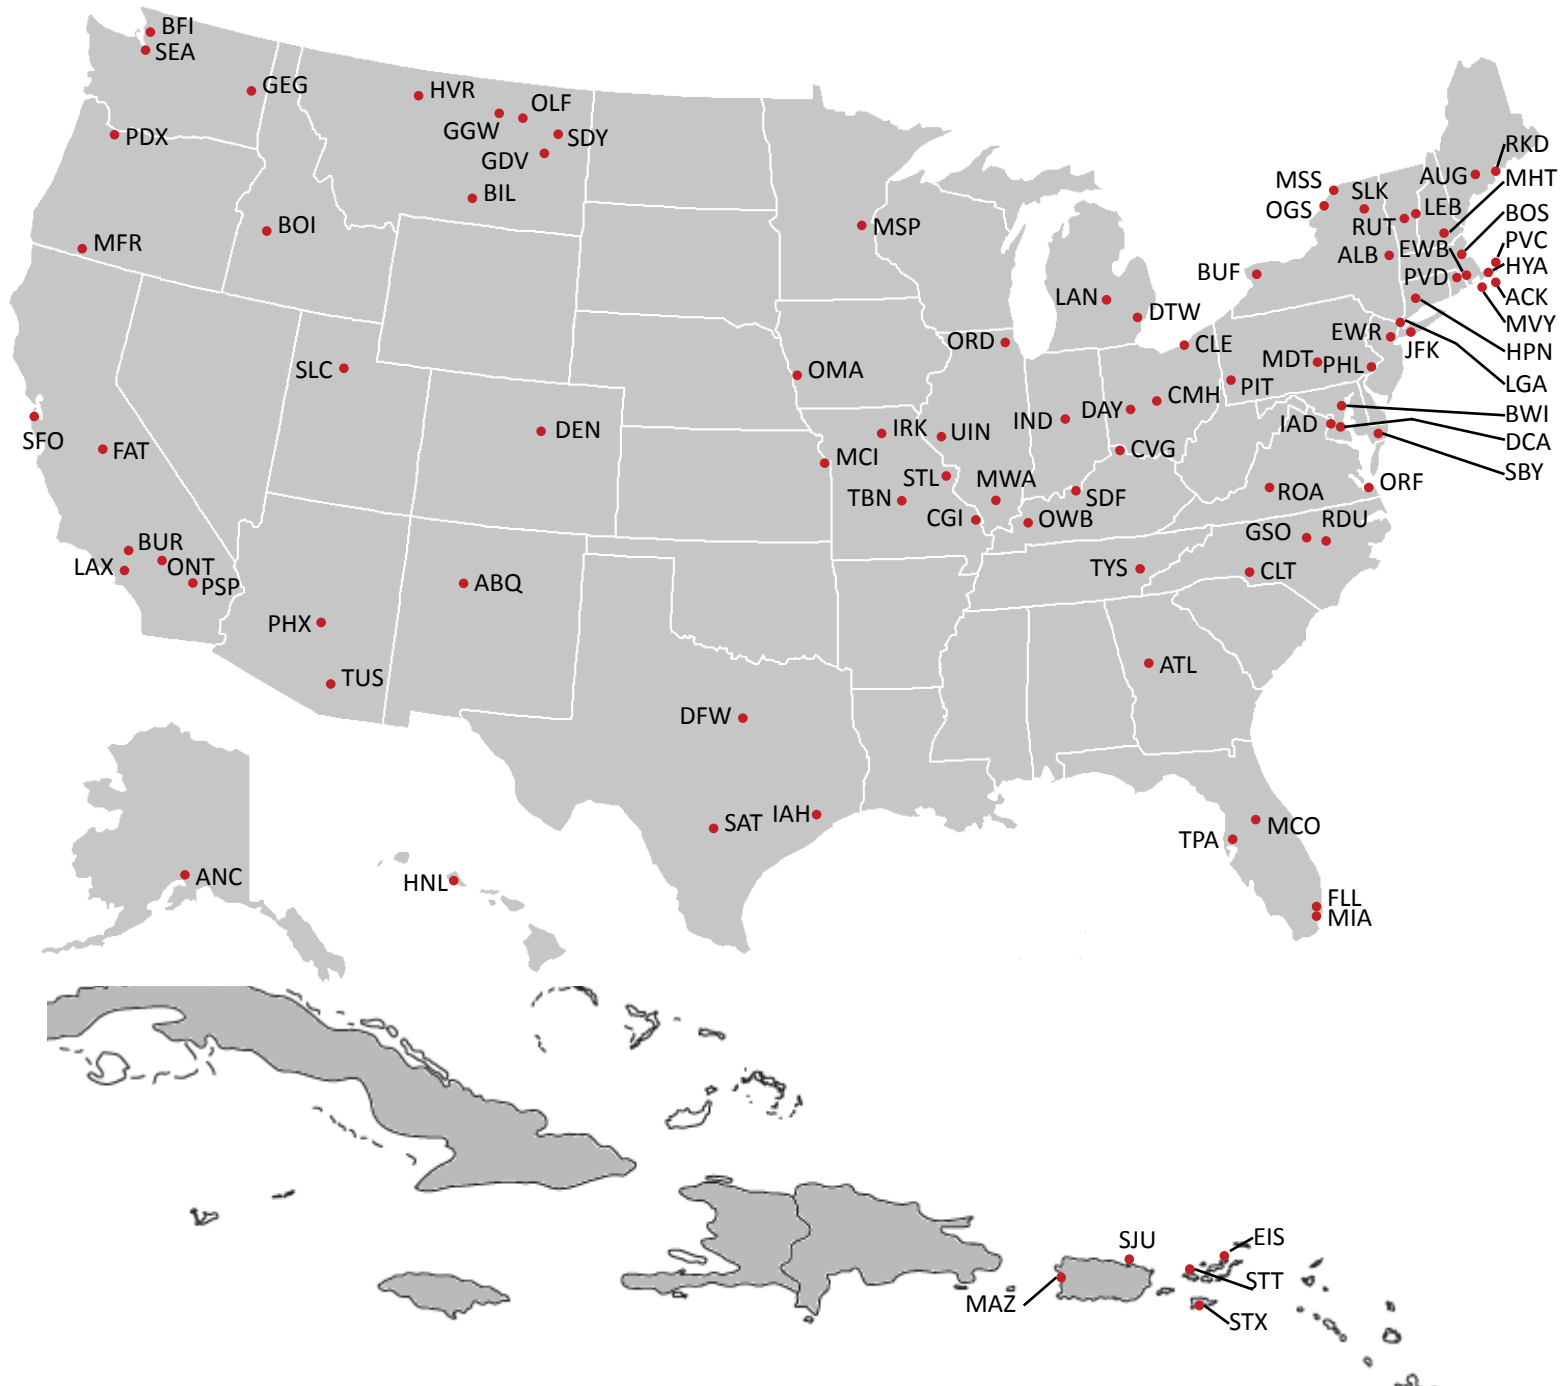 BFI
SEA
GEG
HVR
OLF
GGW
SDY
PDX
GDV
RKD
BIL
AUG
MHT
MSS
SLK
OGS
LEB
BOS
BOI
MSP
RUT
MFR
ALB
EWB
PVC
BUF
PVD
HYA
LAN
ACK
DTW
MVY
ORD
CLE
EWR
JFK
HPN
SLC
OMA
MDT
PHL
PIT
LGA
CMH
DAY
BWI
SFO
DEN
IRK
UIN
IND
IAD
DCA
FAT
MCI
CVG
SBY
STL
MWA
TBN
SDF
ROA
ORF
CGI
OWB
RDU
GSO
BUR
LAX
ONT
PSP
ABQ
TYS
CLT
PHX
ATL
TUS
DFW
SAT
IAH
MCO
TPA
ANC
HNL
FLL
MIA
SJU
EIS
STT
MAZ
STX